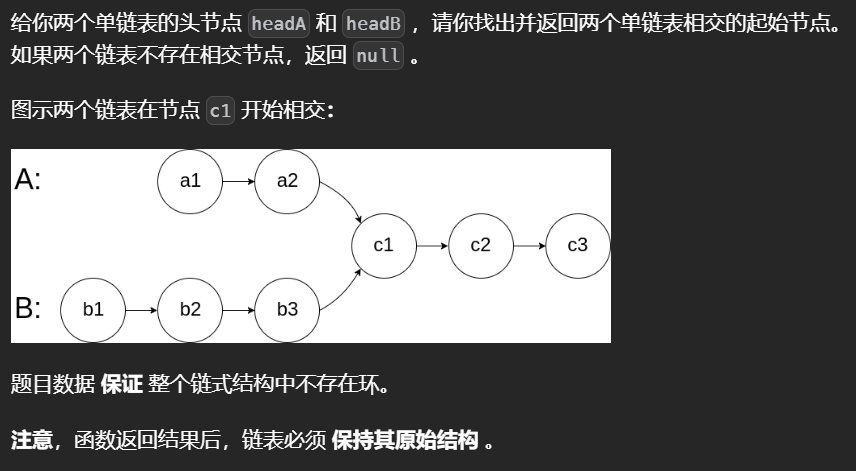 给你两个单链表的头节点 headA 和 headB ，请你找出并返回两个单链表相交的起始节点。
如果两个链表不存在相交节点，返回 null 。
图示两个链表在节点 c1 开始相交：
A:
a1
a2
c1
c2
c3
B:
b1
b2
b3
题目数据 保证 整个链式结构中不存在环。
注意，函数返回结果后，链表必须 保持其原始结构 。